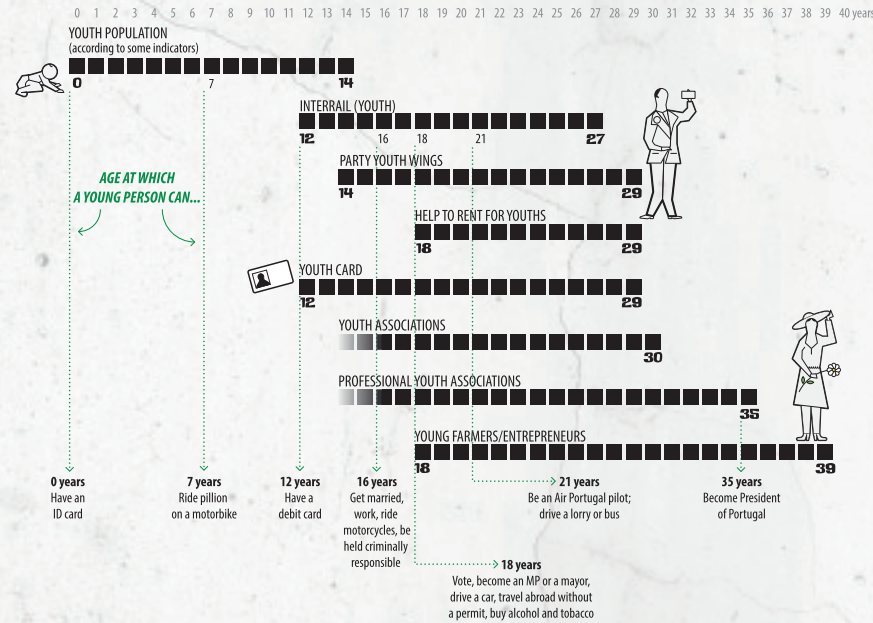 0 1 2 3 4 5 6 7 8 9 10 11 12 13 14 15 16 17 18 19 20 21 22 23 24 25 26 27 28 29 30 31 32 33 34 35 36 37 38 39 40 years
YOUTH POPULATION
(according to some indicators)
0 7 14
INTERRAIL (YOUTH)
12 16 18 21 27
PARTY YOUTH WINGS
14 29
AGE AT WHICH
A YOUNG PERSON CAN...
HELP TO RENT FOR YOUTHS
18 29
YOUTH CARD
12 29
YOUTH ASSOCIATIONS
30
PROFESSIONAL YOUTH ASSOCIATIONS
35
YOUNG FARMERS/ENTREPRENEURS
18 39
0 years
Have an
ID card
7 years
Ride pillion
on a motorbike
12 years
Have a
debit card
16 years
Get married,
work, ride
motorcycles, be
held criminally
responsible
18 years
Vote, become an MP or a mayor,
drive a car, travel abroad without
a permit, buy alcohol and tobacco
21 years
Be an Air Portugal pilot;
drive a lorry or bus
35 years
Become President
of Portugal